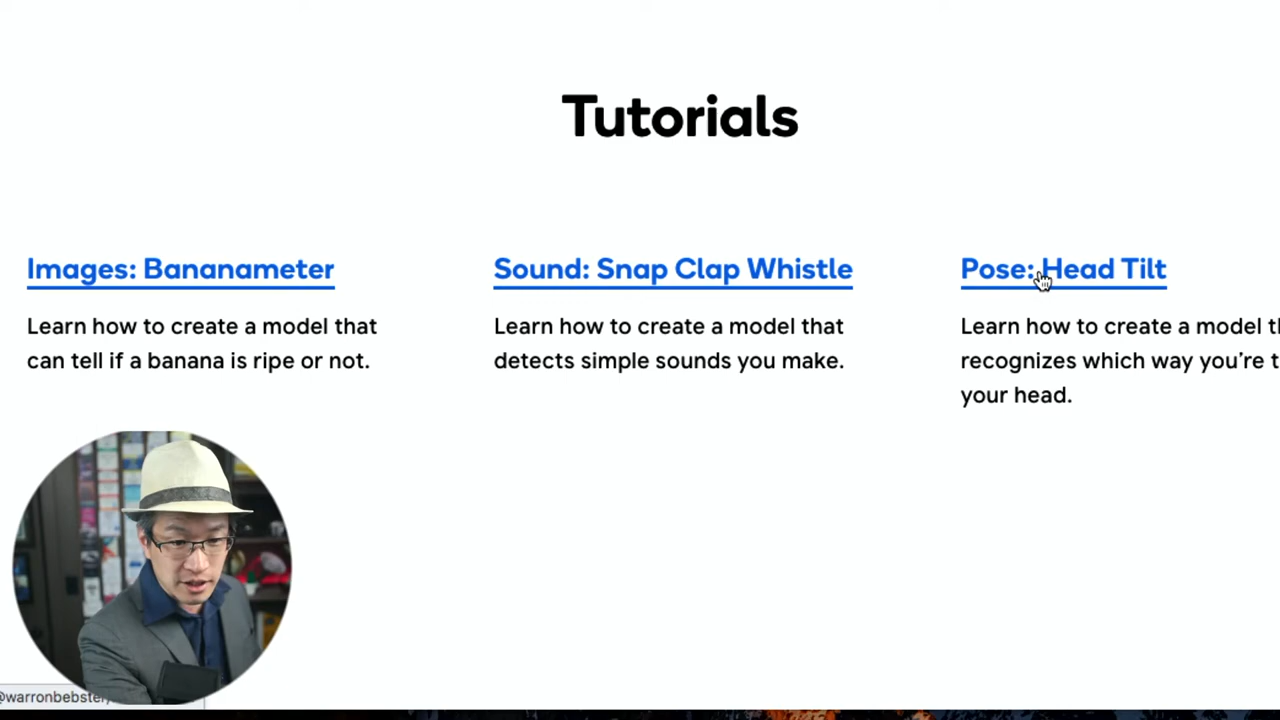 Tutorials
Images: Bananameter
Learn how to create a model that
can tell if a banana is ripe or not.
Sound: Snap Clap Whistle
Learn how to create a model that
detects simple sounds you make.
Pose: Head Tilt
Learn how to create a model
recognizes which way you’re
your head.